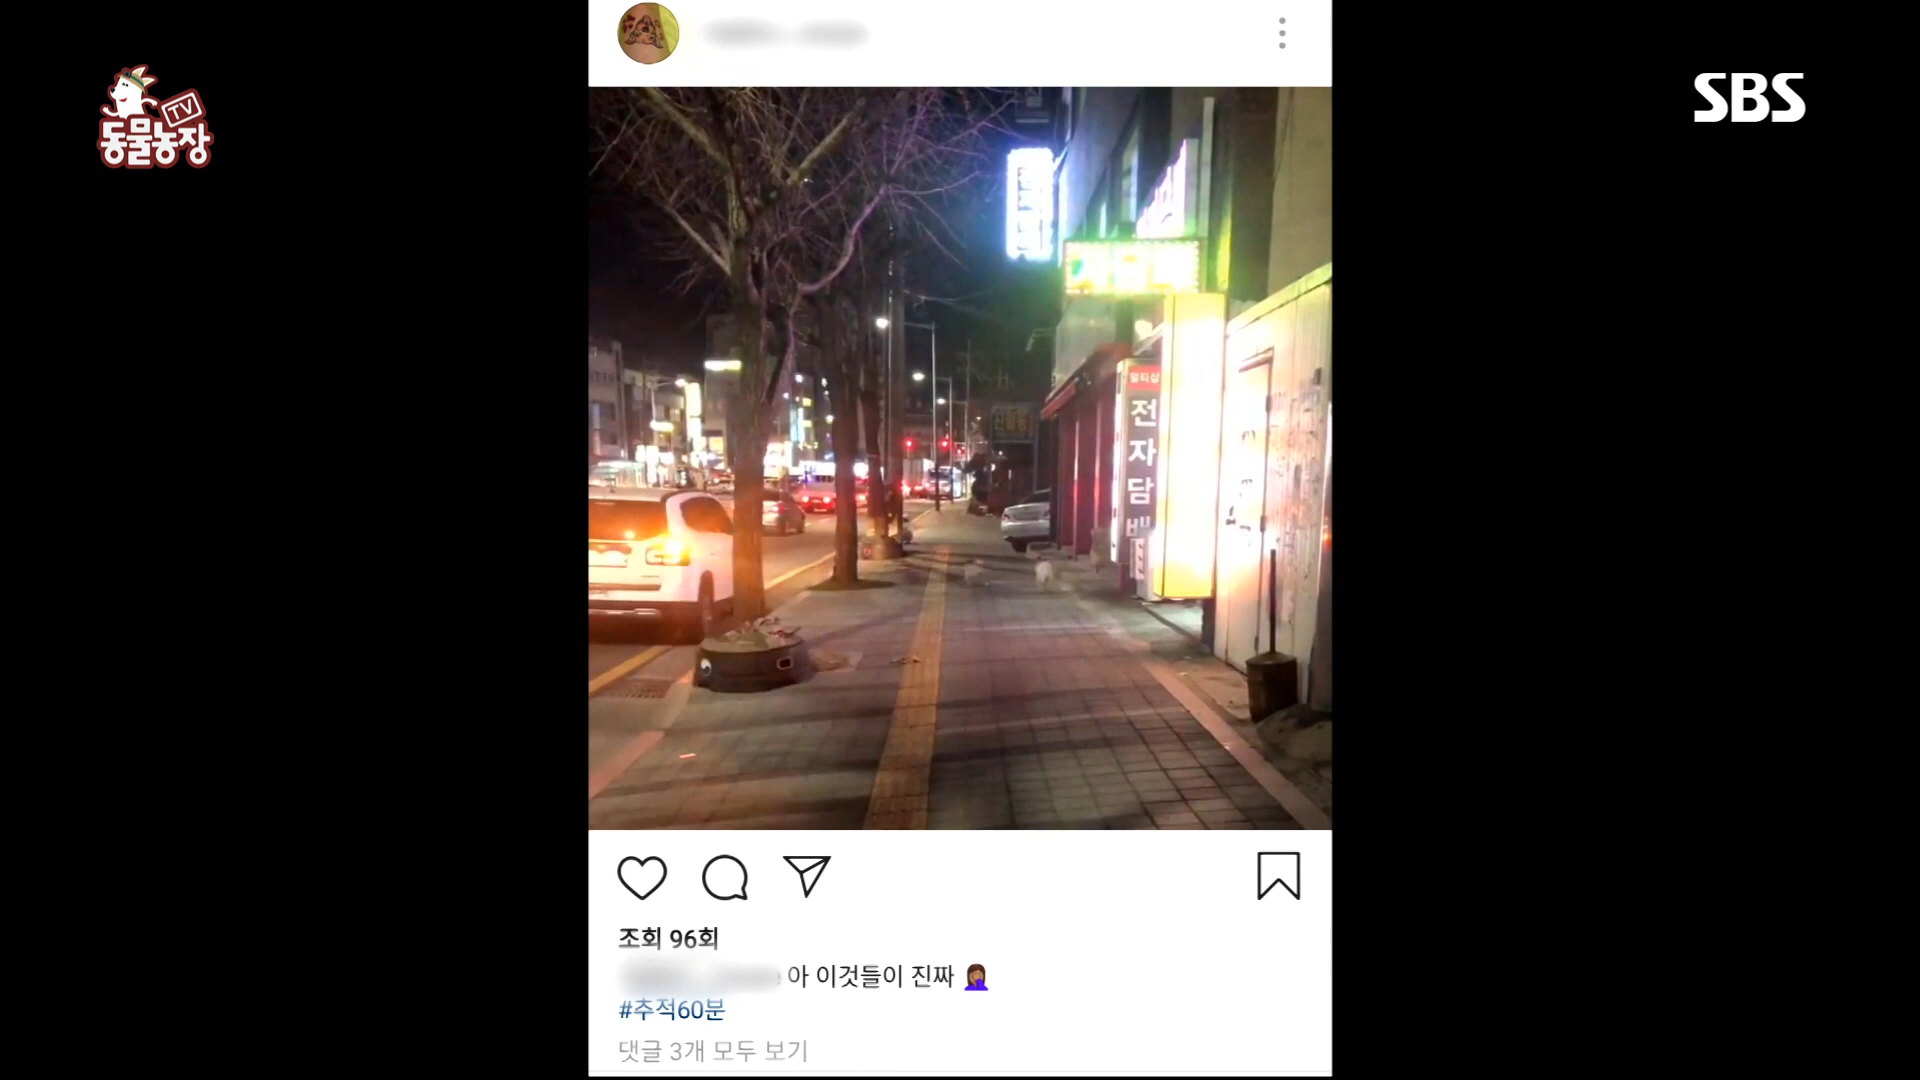 TV
동물농장
SBS
멀티샵
전자담배
조회 96회
아 이것들이 진짜 🤦🏽‍♀️
#추적60분
댓글 3개 모두 보기